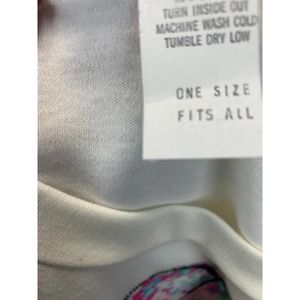 TURN INSIDE OUT
MACHINE WASH COLD
TUMBLE DRY LOW
ONE SIZE
FITS ALL